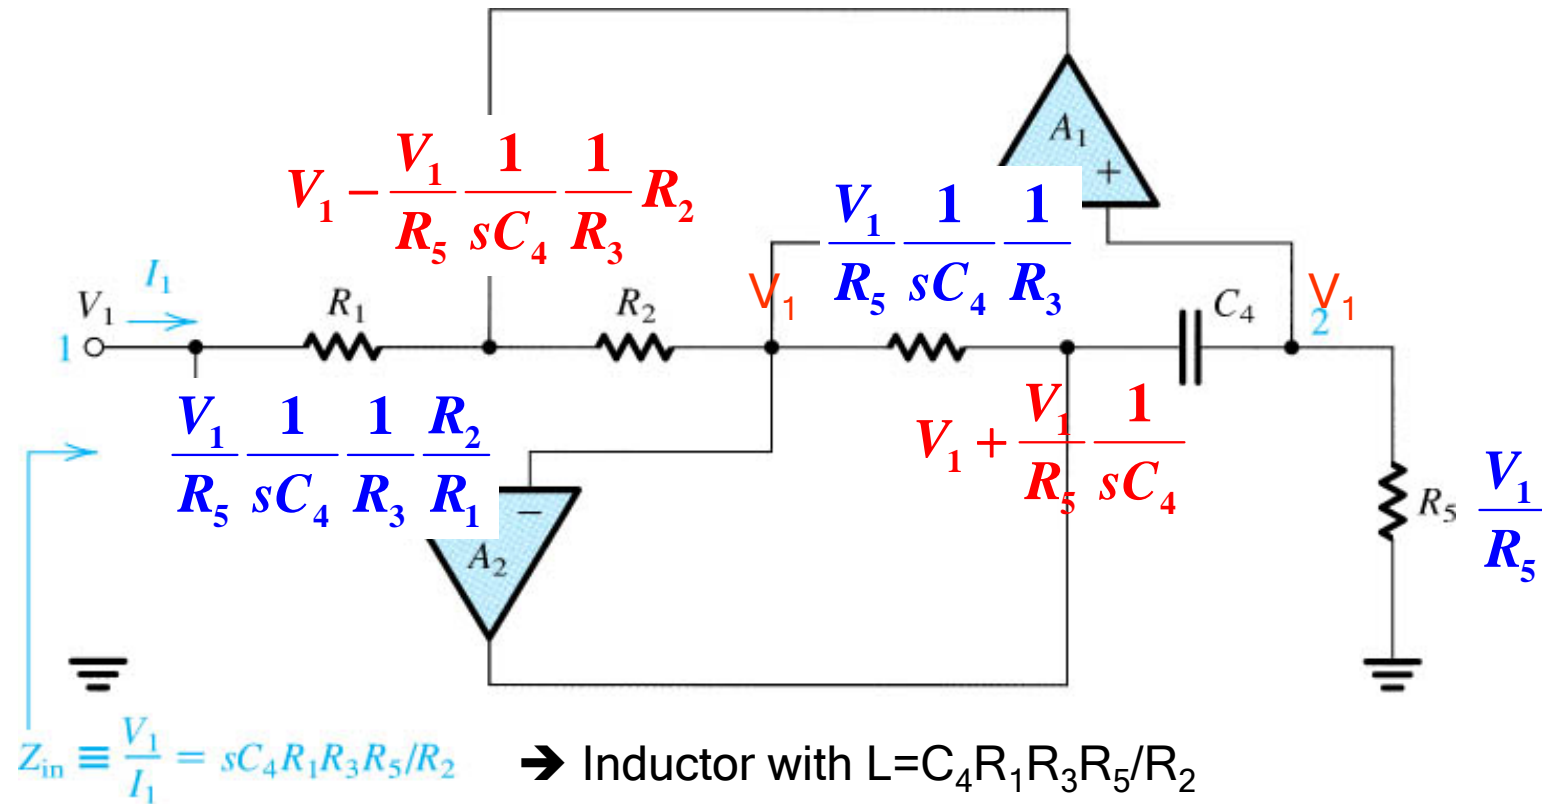 A₁
+
V₁ − V₁/R₅ 1/sC₄ 1/R₃ R₂
V₁/R₅ 1/sC₄ 1/R₃
I₁
V₁
R₁
R₂
V₁
C₄
V₁
2
1
V₁/R₅ 1/sC₄ 1/R₃ R₂/R₁
V₁ + V₁/R₅ 1/sC₄
−
A₂
R₅
V₁/R₅
Z_in ≡ V₁/I₁ = sC₄R₁R₃R₅/R₂
➔ Inductor with L=C₄R₁R₃R₅/R₂